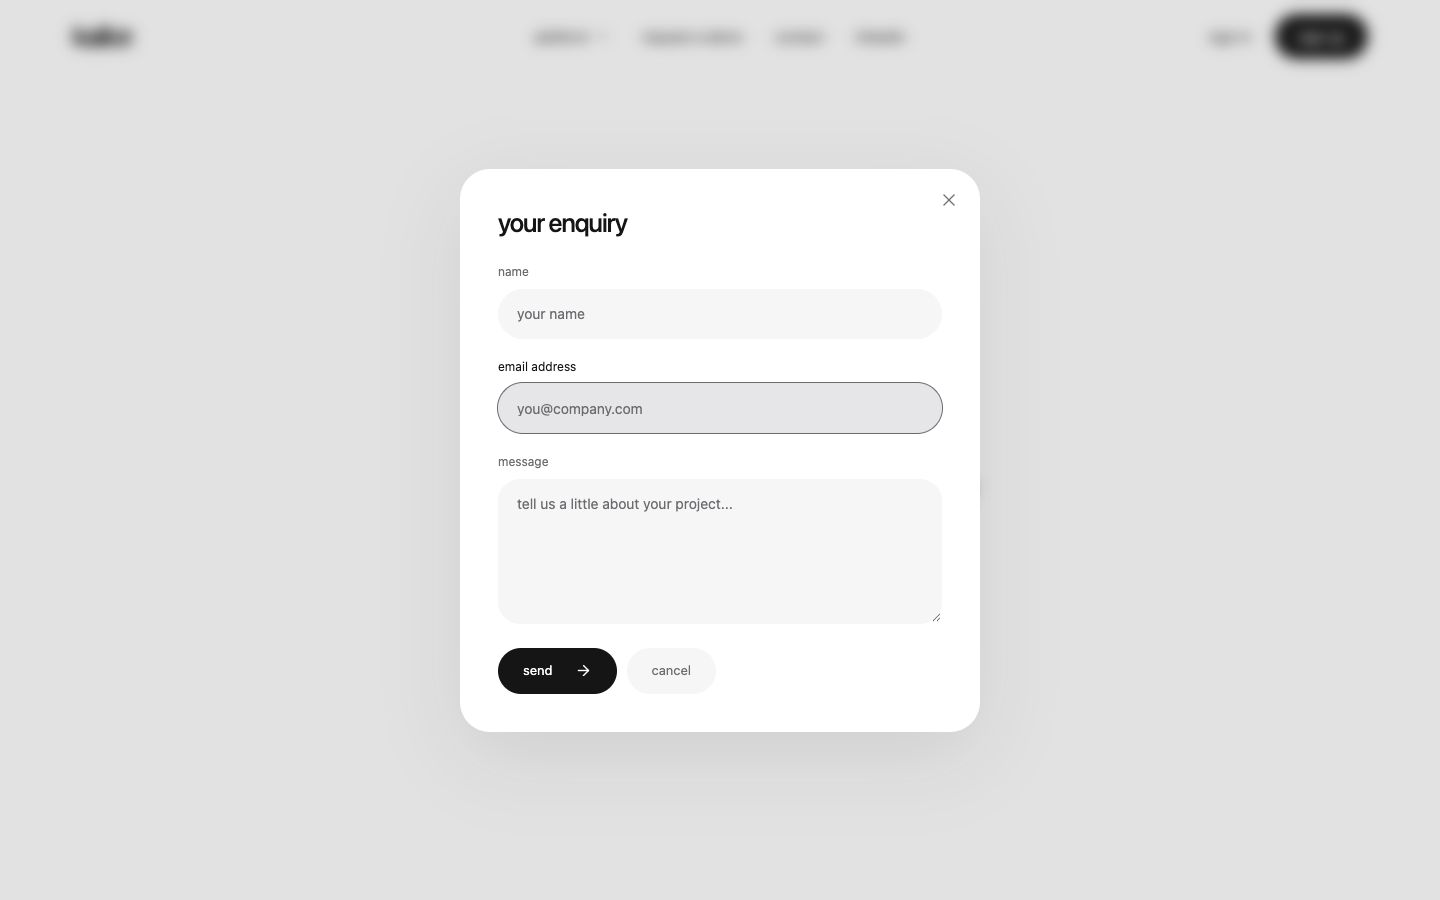 your enquiry
name
your name
email address
you@company.com
message
tell us a little about your project...
send
cancel